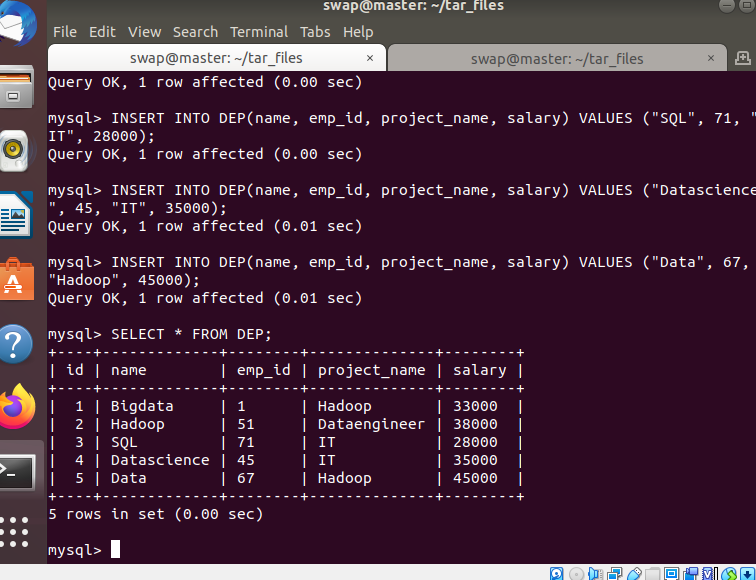 swap@master: ~/tar_files
File Edit View Search Terminal Tabs Help
swap@master: ~/tar_files × swap@master: ~/tar_files ×
Query OK, 1 row affected (0.00 sec)
mysql> INSERT INTO DEP(name, emp_id, project_name, salary) VALUES ("SQL", 71, "
IT", 28000);
Query OK, 1 row affected (0.00 sec)
mysql> INSERT INTO DEP(name, emp_id, project_name, salary) VALUES ("Datascience
", 45, "IT", 35000);
Query OK, 1 row affected (0.01 sec)
mysql> INSERT INTO DEP(name, emp_id, project_name, salary) VALUES ("Data", 67,
"Hadoop", 45000);
Query OK, 1 row affected (0.01 sec)
mysql> SELECT * FROM DEP;
+----+-------------+--------+--------------+--------+
| id | name        | emp_id | project_name | salary |
+----+-------------+--------+--------------+--------+
|  1 | Bigdata     | 1      | Hadoop       | 33000  |
|  2 | Hadoop      | 51     | Dataengineer | 38000  |
|  3 | SQL         | 71     | IT           | 28000  |
|  4 | Datascience | 45     | IT           | 35000  |
|  5 | Data        | 67     | Hadoop       | 45000  |
+----+-------------+--------+--------------+--------+
5 rows in set (0.00 sec)
mysql>